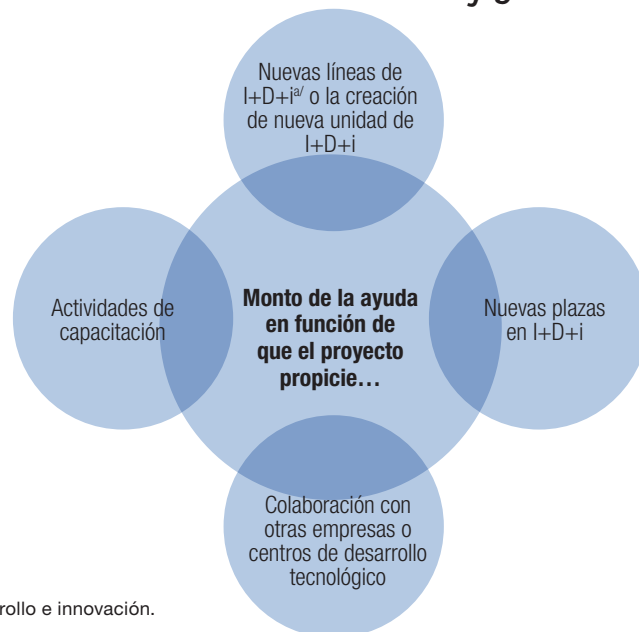 Nuevas líneas de
I+D+iᵃ/ o la creación
de nueva unidad de
I+D+i
Actividades de
capacitación
Monto de la ayuda
en función de
que el proyecto
propicie…
Nuevas plazas
en I+D+i
Colaboración con
otras empresas o
centros de desarrollo
tecnológico
rollo e innovación.